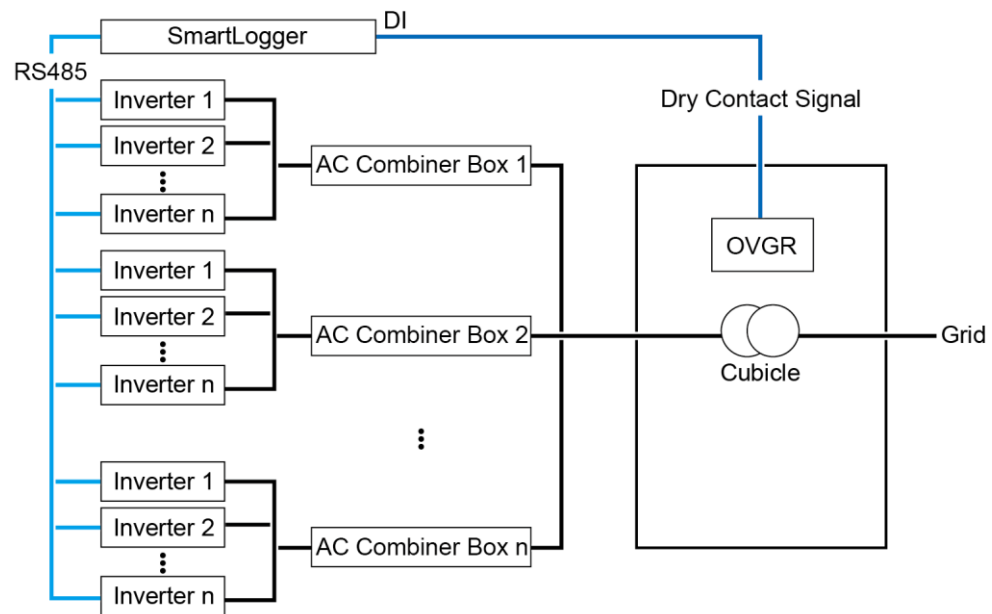 DI
SmartLogger
RS485
Dry Contact Signal
Inverter 1
Inverter 2
Inverter n
AC Combiner Box 1
OVGR
Inverter 1
Inverter 2
Inverter n
AC Combiner Box 2
Grid
Cubicle
Inverter 1
Inverter 2
Inverter n
AC Combiner Box n